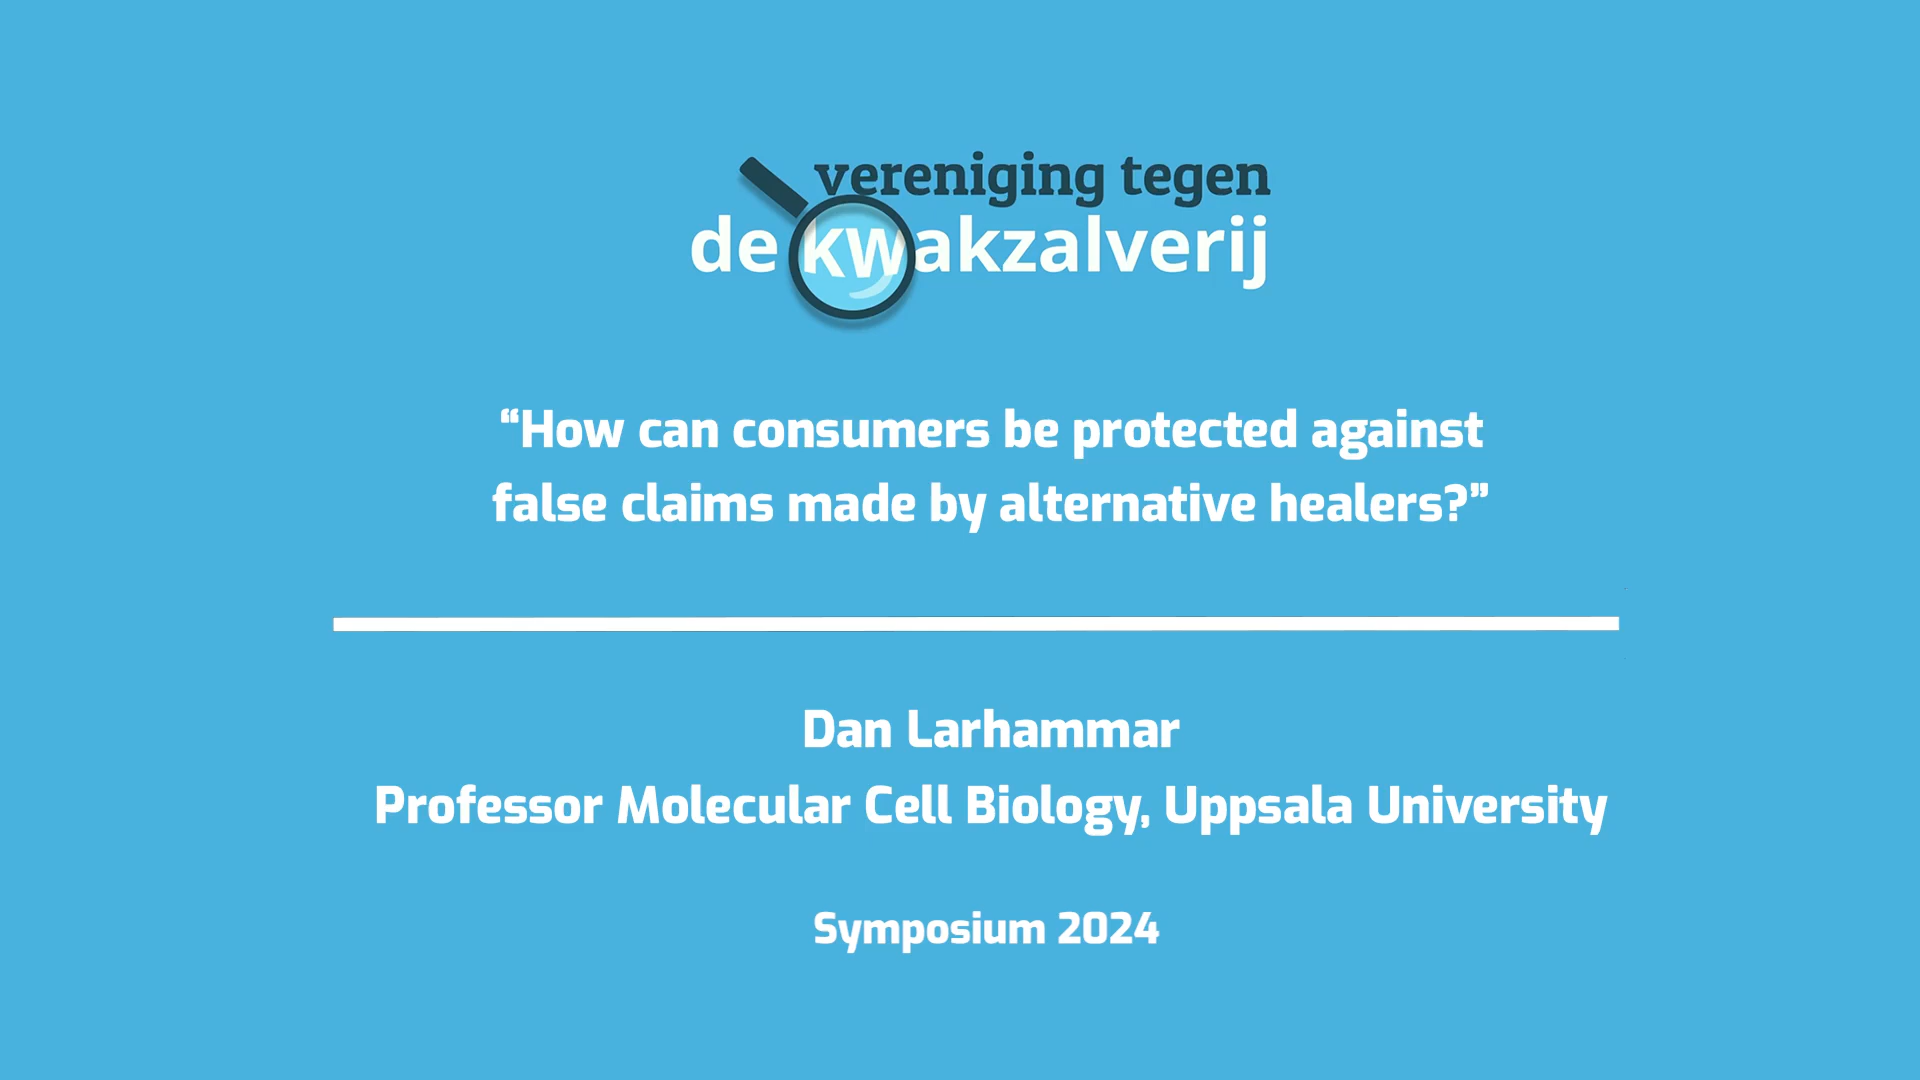 vereniging tegen
de kwakzalverij
“How can consumers be protected against
false claims made by alternative healers?”
Dan Larhammar
Professor Molecular Cell Biology, Uppsala University
Symposium 2024